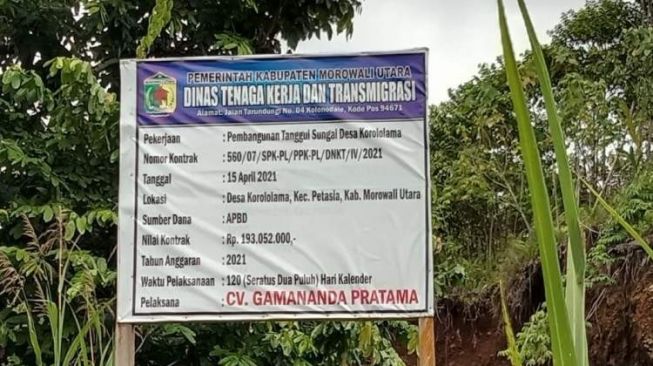 PEMERINTAH KABUPATEN MOROWALI UTARA
DINAS TENAGA KERJA DAN TRANSMIGRASI
Alamat: Jalan Tarundungi No. 04 Kolonodale, Kode Pos 94671
Pekerjaan : Pembangunan Tanggul Sungai Desa Korololama
Nomor Kontrak : 560/07/SPK-PL/PPK-PL/DNKT/IV/2021
Tanggal : 15 April 2021
Lokasi : Desa Korololama, Kec. Petasia, Kab. Morowali Utara
Sumber Dana : APBD
Nilai Kontrak : Rp. 193.052.000,-
Tahun Anggaran : 2021
Waktu Pelaksanaan : 120 (Seratus Dua Puluh) Hari Kalender
Pelaksana : CV. GAMANANDA PRATAMA